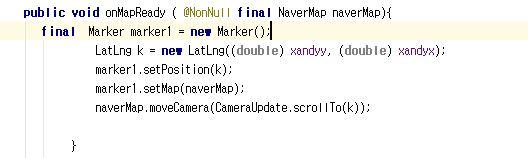 public void onMapReady ( @NonNull final NaverMap naverMap){
final Marker marker1 = new Marker();
LatLng k = new LatLng((double) xandyy, (double) xandyx);
marker1.setPosition(k);
marker1.setMap(naverMap);
naverMap.moveCamera(CameraUpdate.scrollTo(k));
}